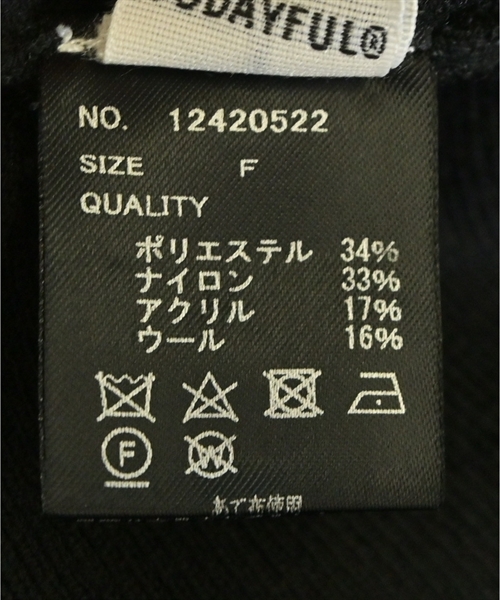 ODAYFUL®
NO. 12420522
SIZE F
QUALITY
ポリエステル 34%
ナイロン 33%
アクリル 17%
ウール 16%
F W